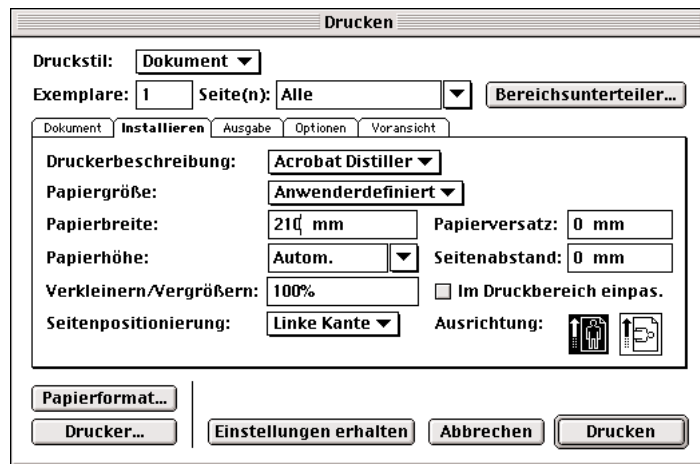 Drucken
Druckstil: Dokument
Exemplare: 1 Seite(n): Alle Bereichsunterteiler...
Dokument Installieren Ausgabe Optionen Voransicht
Druckerbeschreibung: Acrobat Distiller
Papiergröße: Anwenderdefiniert
Papierbreite: 210 mm Papierversatz: 0 mm
Papierhöhe: Autom. Seitenabstand: 0 mm
Verkleinern/Vergrößern: 100% Im Druckbereich einpas.
Seitenpositionierung: Linke Kante Ausrichtung:
Papierformat...
Drucker... Einstellungen erhalten Abbrechen Drucken